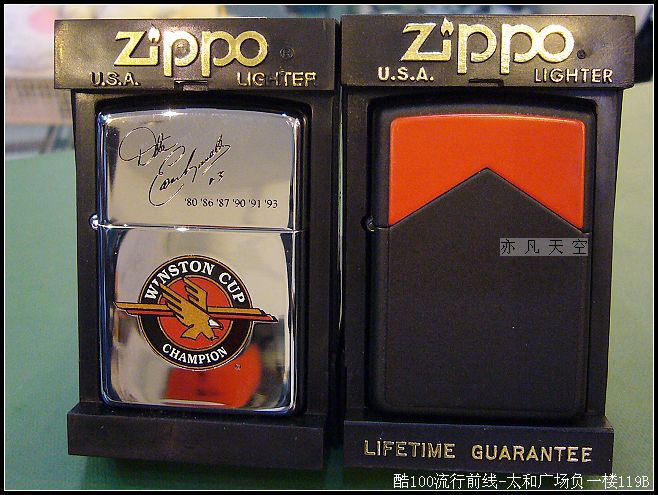 zippo
U.S.A. LIGHTER
Dale Earnhardt
'80 '86 '87 '90 '91 '93
WINSTON CUP
CHAMPION
zippo
U.S.A. LIGHTER
亦凡天空
LIFETIME GUARANTEE
酷100流行前线-太和广场负一楼119B